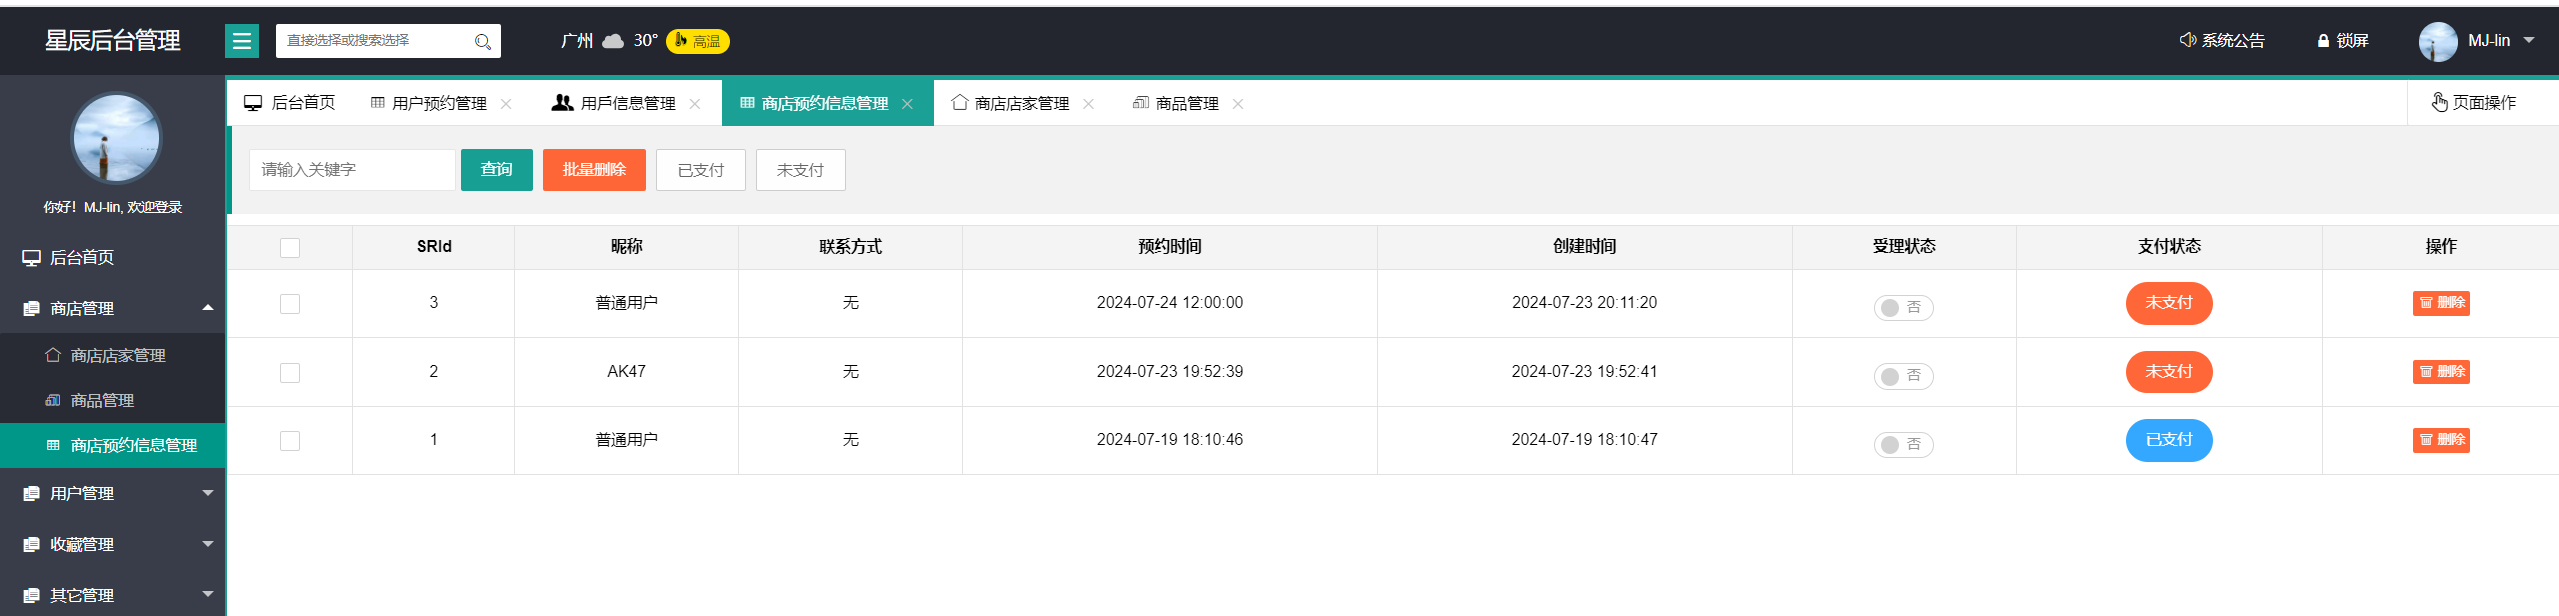 星辰后台管理
直接选择或搜索选择
广州 30° 高温
系统公告
锁屏
MJ-lin
你好！MJ-lin, 欢迎登录
后台首页
商店管理
商店店家管理
商品管理
商店预约信息管理
用户管理
收藏管理
其它管理
后台首页
用户预约管理
用戶信息管理
商店预约信息管理
商店店家管理
商品管理
页面操作
请输入关键字
查询
批量删除
已支付
未支付
SRId 昵称 联系方式 预约时间 创建时间 受理状态 支付状态 操作
3 普通用户 无 2024-07-24 12:00:00 2024-07-23 20:11:20 否 未支付 删除
2 AK47 无 2024-07-23 19:52:39 2024-07-23 19:52:41 否 未支付 删除
1 普通用户 无 2024-07-19 18:10:46 2024-07-19 18:10:47 否 已支付 删除